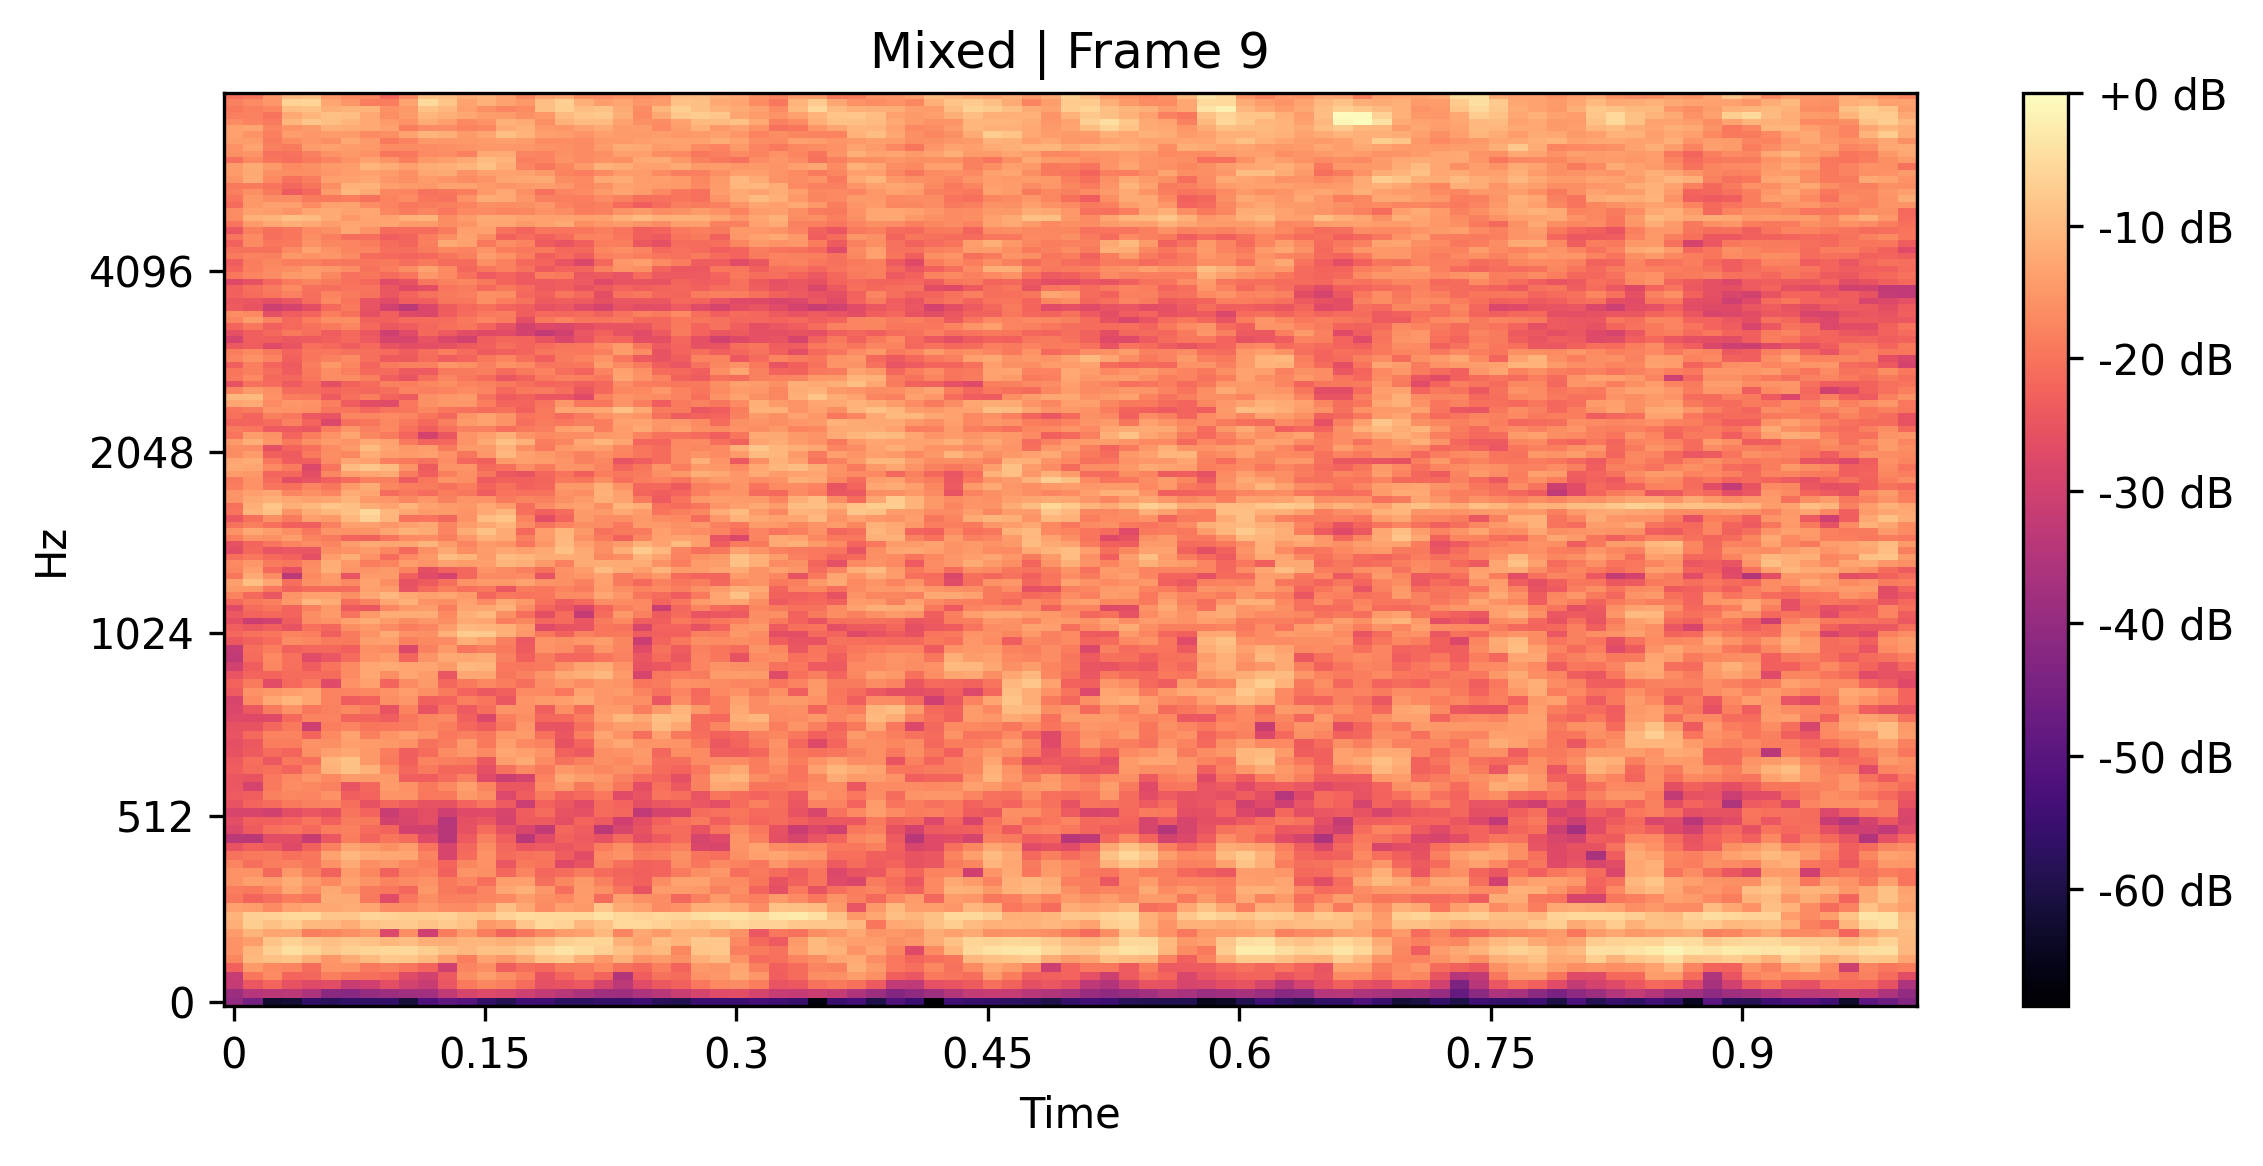 Mixed | Frame 9
+0 dB
-10 dB
-20 dB
-30 dB
-40 dB
-50 dB
-60 dB
Hz
4096
2048
1024
512
0
0 0.15 0.3 0.45 0.6 0.75 0.9
Time